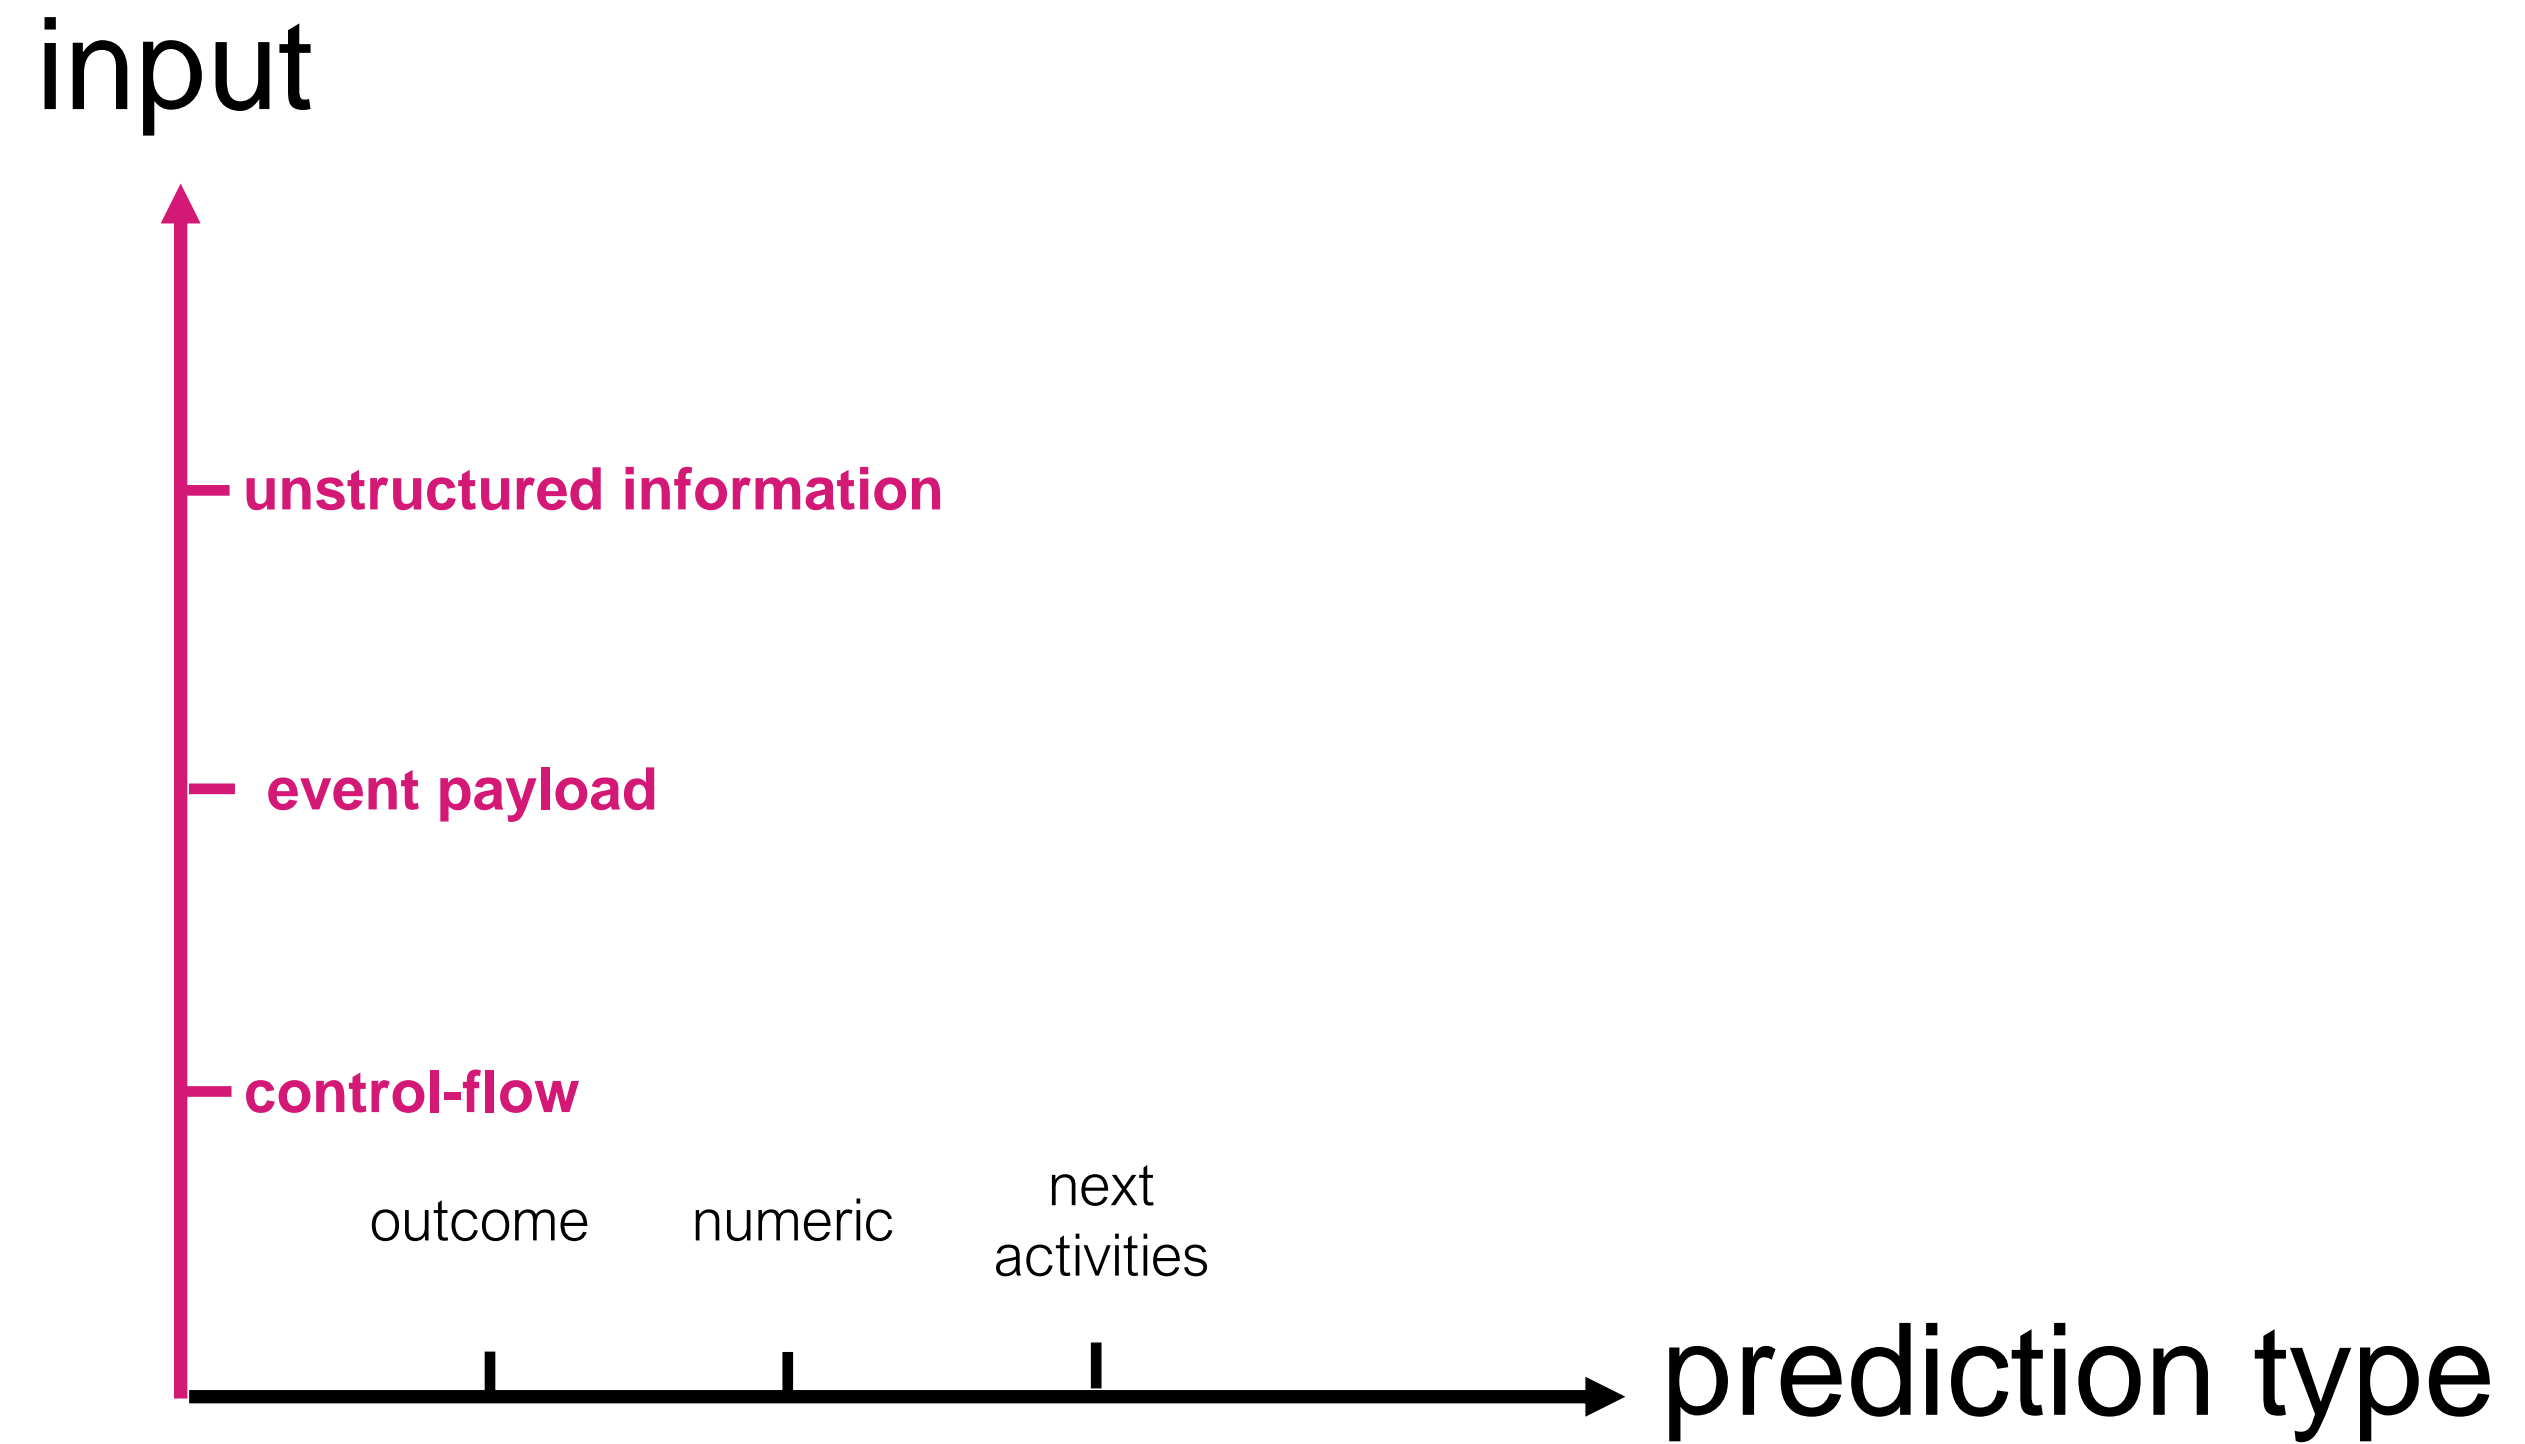 input
unstructured information
event payload
control-flow
outcome
numeric
next
activities
prediction type